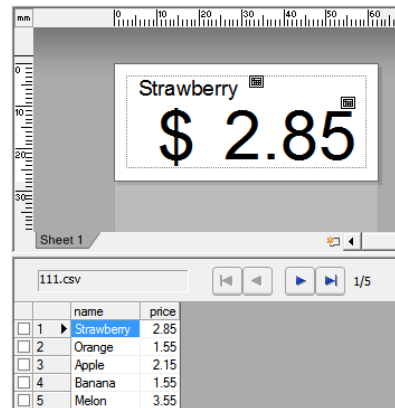 mm 0 10 20 30 40 50 60
0
10
20
30
Strawberry
$ 2.85
Sheet 1
111.csv 1/5
name price
1 Strawberry 2.85
2 Orange 1.55
3 Apple 2.15
4 Banana 1.55
5 Melon 3.55